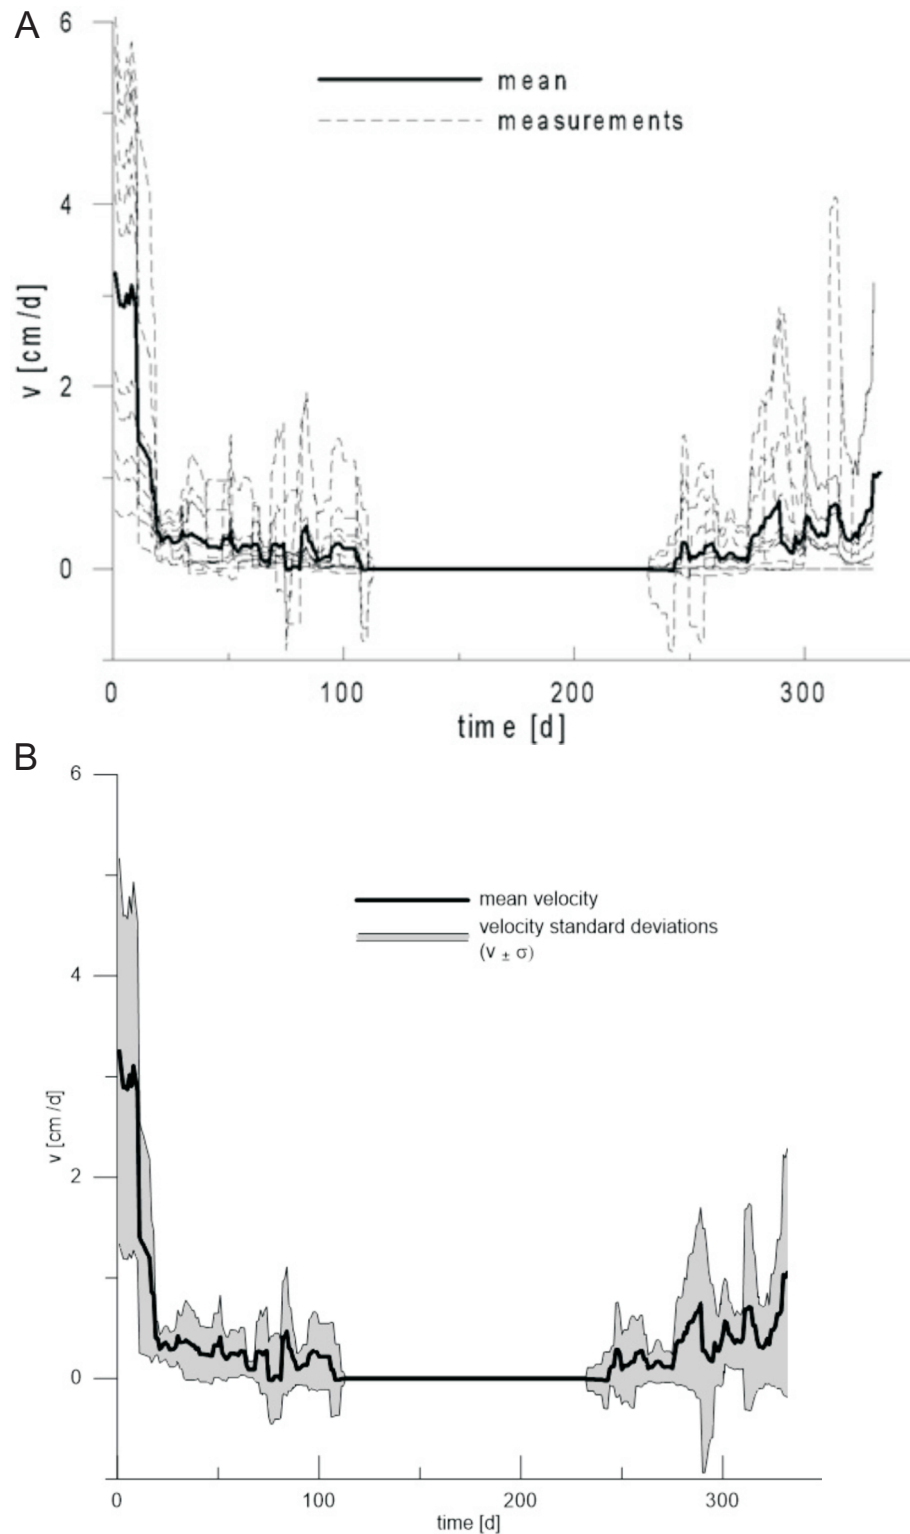 A
6
mean
measurements
4
v [cm/d]
2
0
0 100 200 300
time [d]
B
6
mean velocity
velocity standard deviations
(v ± σ)
4
v [cm/d]
2
0
0 100 200 300
time [d]